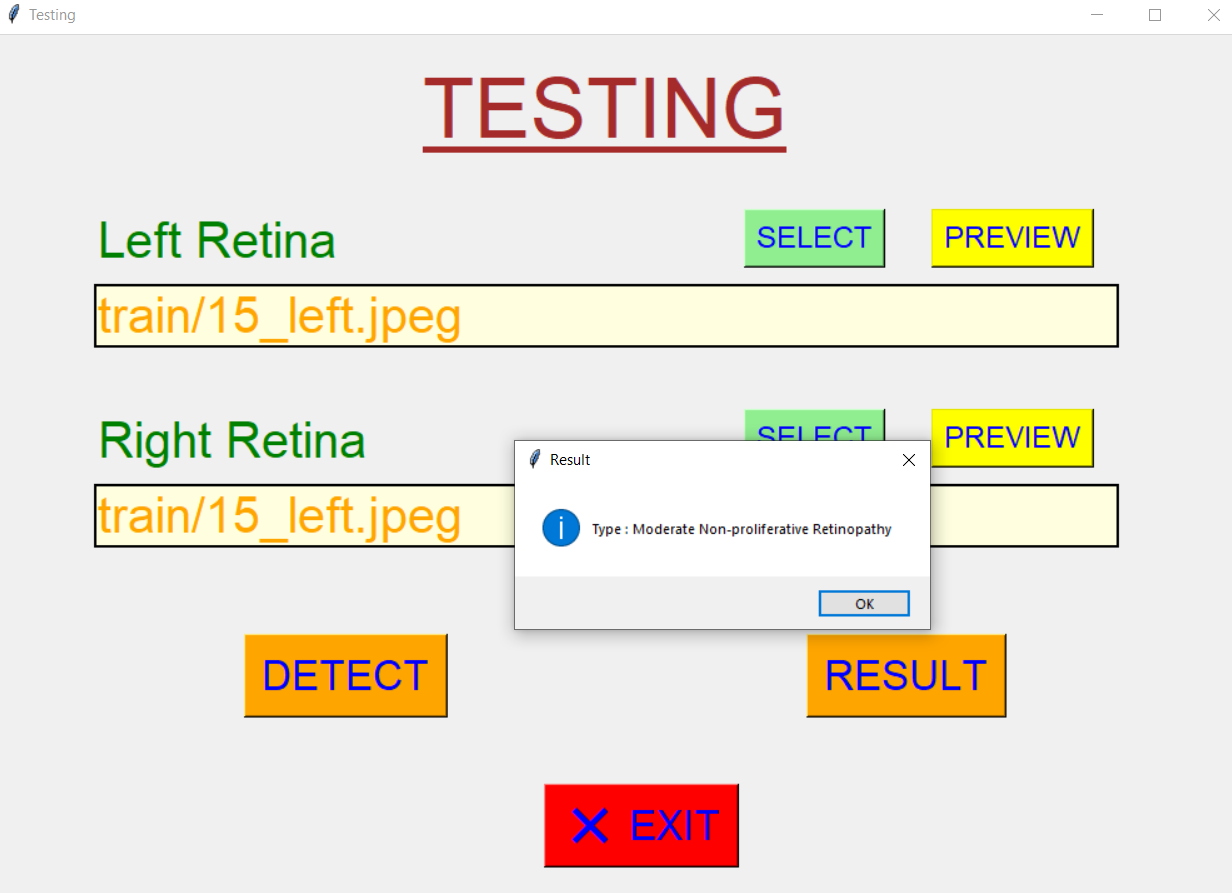 Testing
TESTING
Left Retina
SELECT
PREVIEW
train/15_left.jpeg
Right Retina
SELECT
PREVIEW
train/15_left.jpeg
Result
Type : Moderate Non-proliferative Retinopathy
OK
DETECT
RESULT
EXIT